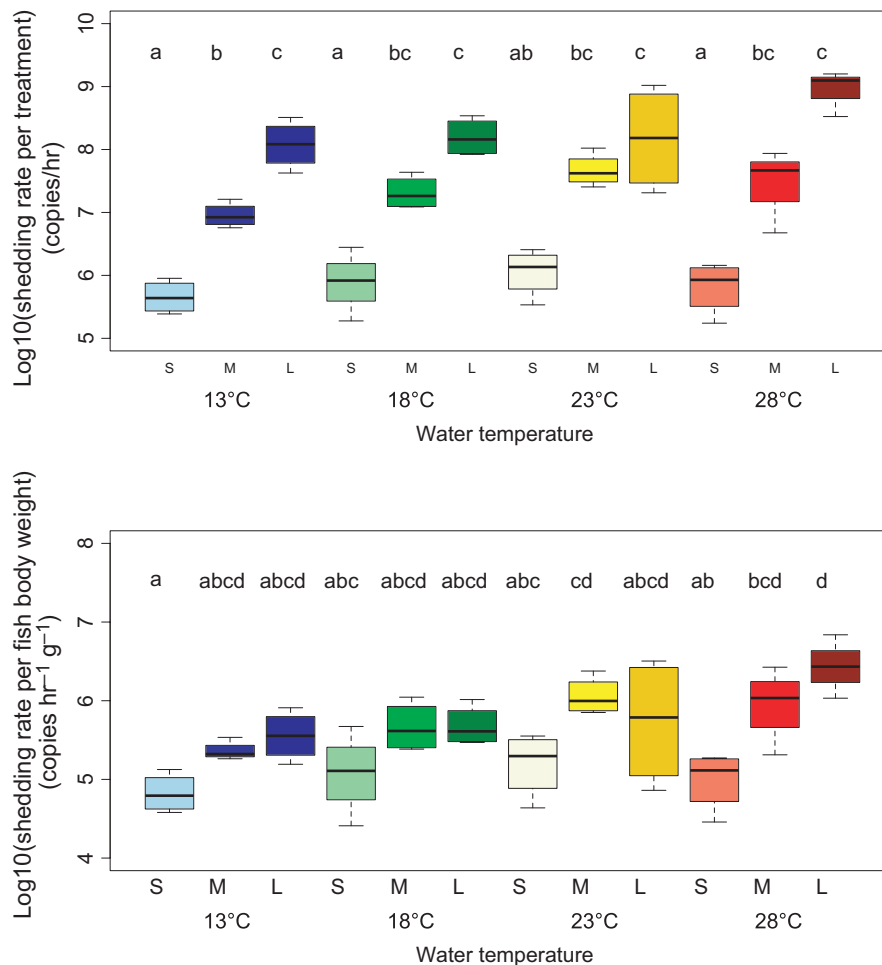 Log10(shedding rate per treatment)
(copies/hr)
10
9
8
7
6
5
a b c a bc c ab bc c a bc c
S M L S M L S M L S M L
13°C 18°C 23°C 28°C
Water temperature
Log10(shedding rate per fish body weight)
(copies hr⁻¹ g⁻¹)
8
7
6
5
4
a abcd abcd abc abcd abcd abc cd abcd ab bcd d
S M L S M L S M L S M L
13°C 18°C 23°C 28°C
Water temperature